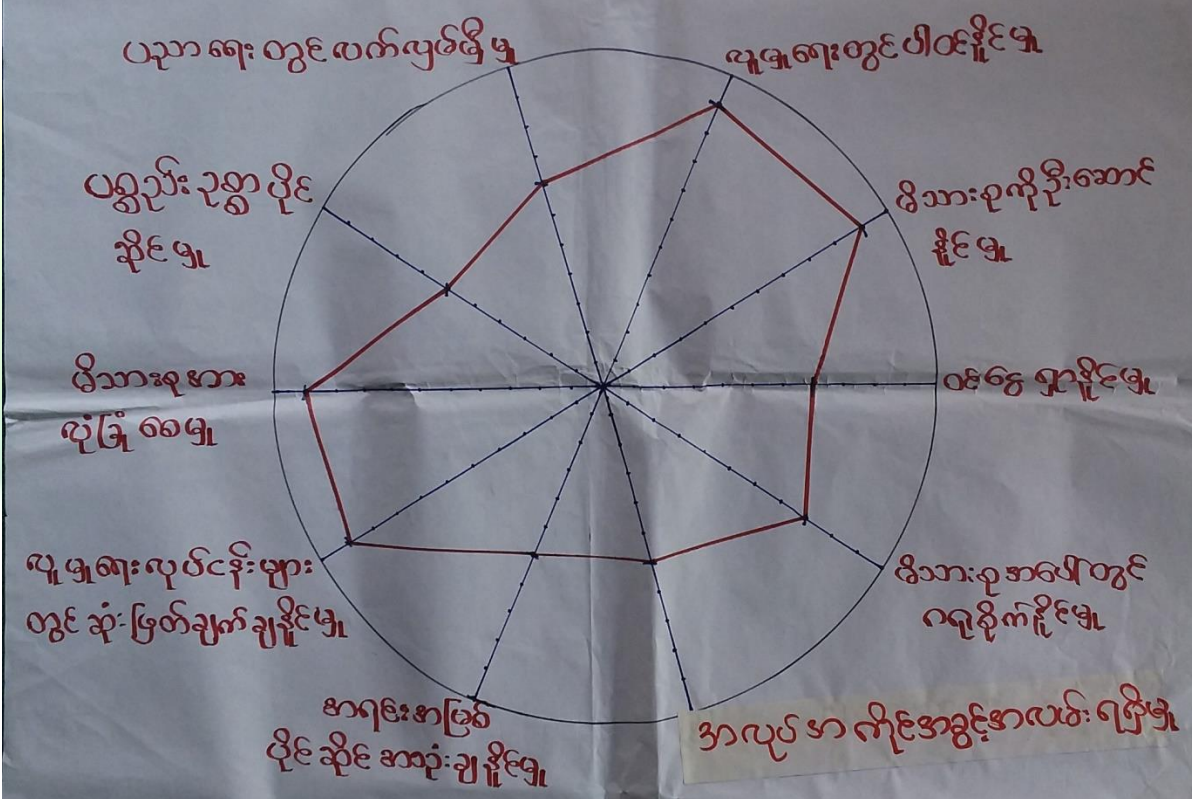 ပညာရေးတွင်လက်လှမ်းမှီမှု
လူမှုရေးတွင်ပါဝင်နိုင်မှု
ပစ္စည်းဥစ္စာပိုင်
ဆိုင်မှု
မိသားစုကိုဦးဆောင်
နိုင်မှု
မိသားစုအား
လုံခြုံစေမှု
ဝင်ငွေရှာနိုင်မှု
လူမှုရေးလုပ်ငန်းများ
တွင်ဆုံးဖြတ်ချက်ချနိုင်မှု
မိသားစုအပေါ်တွင်
ဂရုစိုက်နိုင်မှု
အရင်းအမြစ်
ပိုင်ဆိုင်အသုံးချနိုင်မှု
အလုပ်အကိုင်အခွင့်အလမ်းရရှိမှု